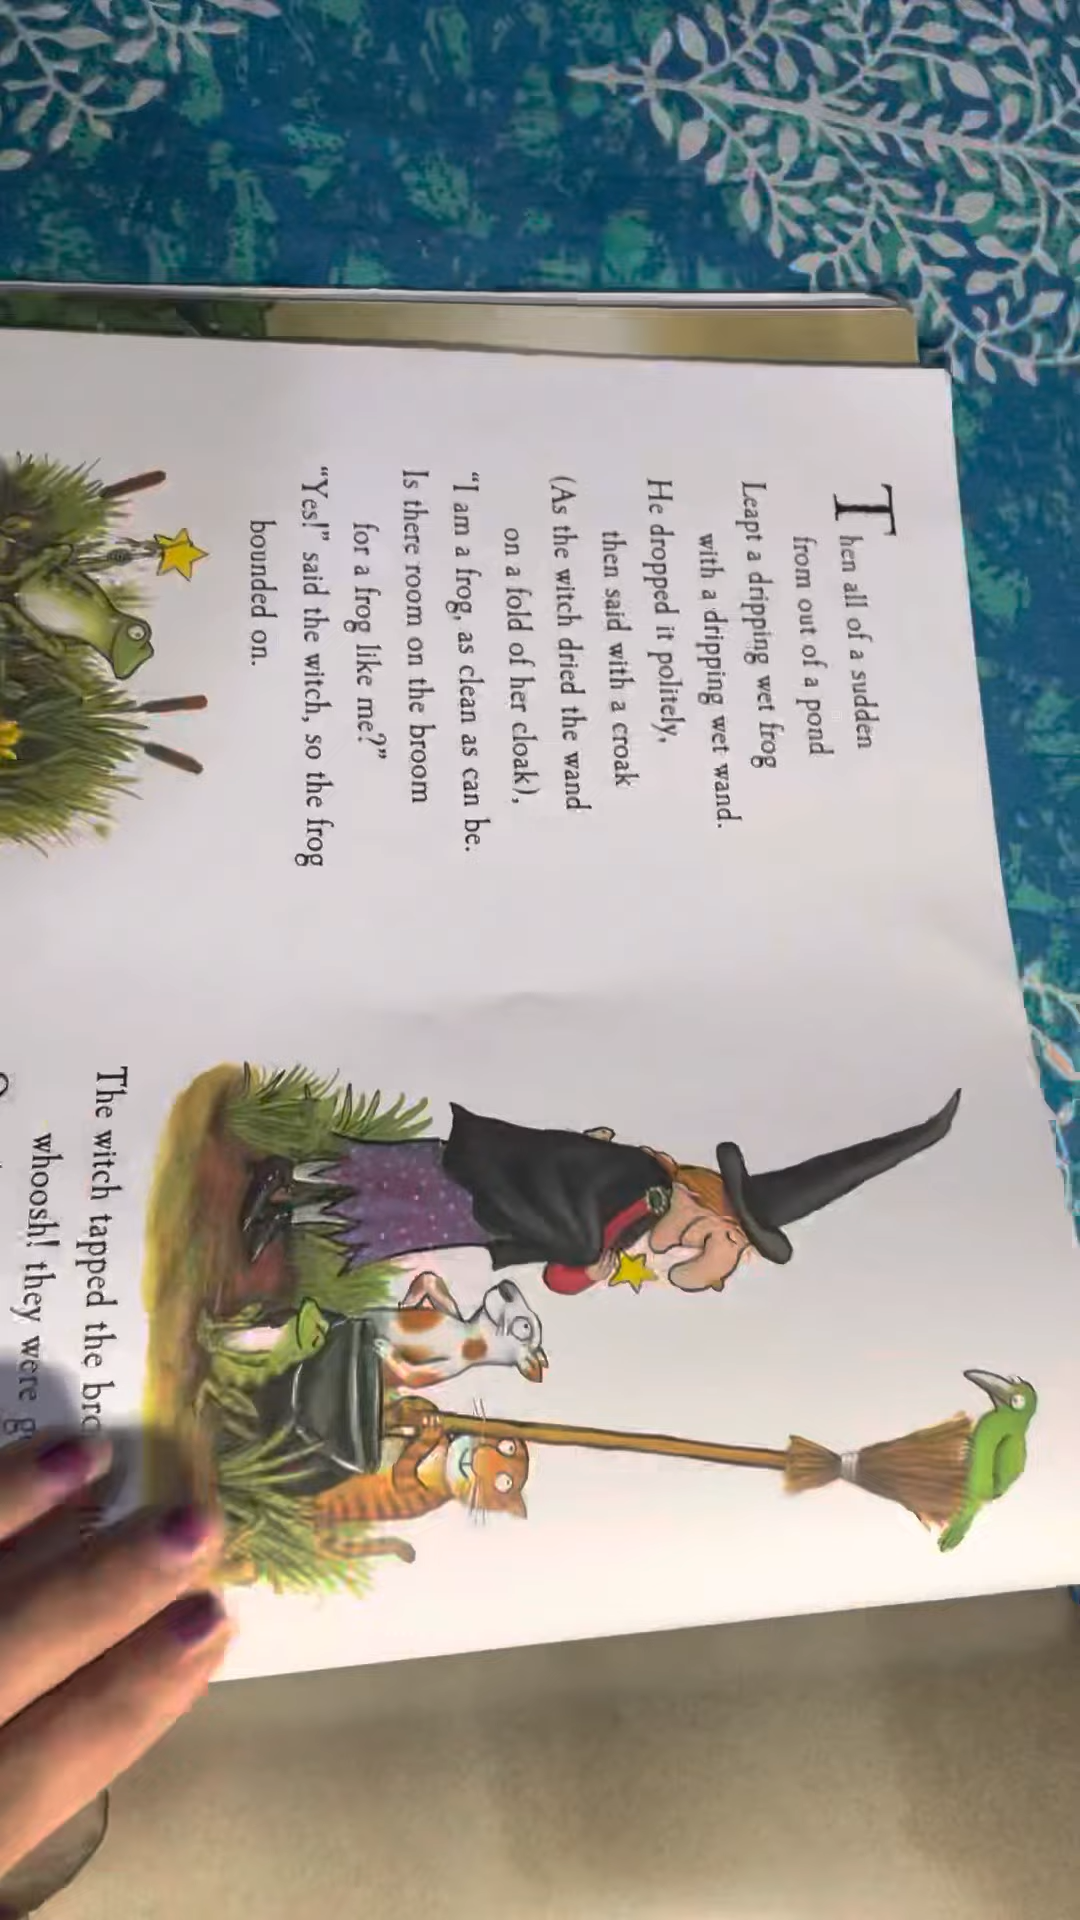 Then all of a sudden
from out of a pond
Leapt a dripping wet frog
with a dripping wet wand.
He dropped it politely,
then said with a croak
(As the witch dried the wand
on a fold of her cloak),
"I am a frog, as clean as can be.
Is there room on the broom
for a frog like me?"
"Yes!" said the witch, so the frog
bounded on.
The witch tapped the
whoosh! they were